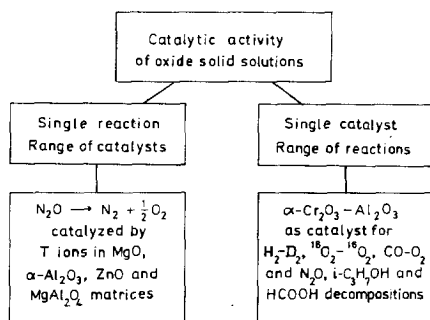 Catalytic activity
of oxide solid solutions
Single reaction
Range of catalysts
Single catalyst
Range of reactions
N₂O → N₂ + ½O₂
catalyzed by
T ions in MgO,
α-Al₂O₃, ZnO and
MgAl₂O₄ matrices
α-Cr₂O₃-Al₂O₃
as catalyst for
H₂-D₂, ¹⁸O₂-¹⁶O₂, CO-O₂
and N₂O, i-C₃H₇OH and
HCOOH decompositions